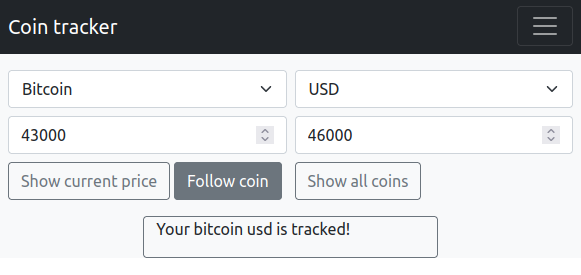 Coin tracker
Bitcoin USD
43000 46000
Show current price Follow coin Show all coins
Your bitcoin usd is tracked!